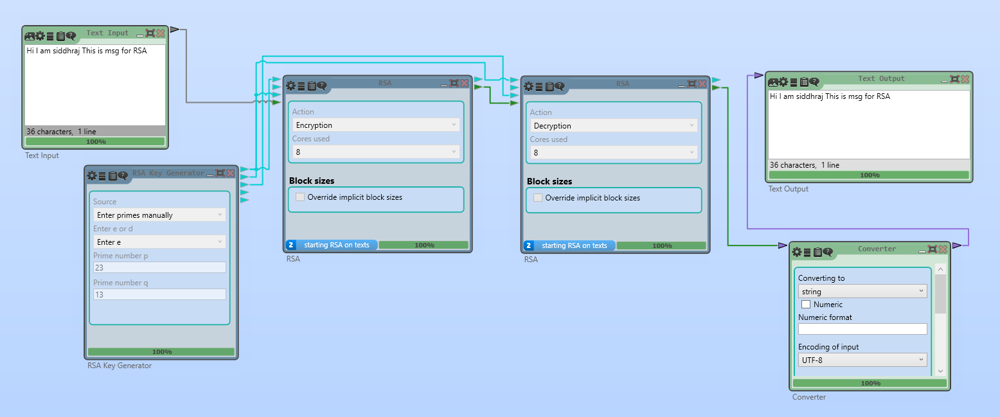 Text Input
Hi I am siddhraj This is msg for RSA
36 characters,  1 line
100%
Text Input
RSA Key Generator
Source
Enter primes manually
Enter e or d
Enter e
Prime number p
23
Prime number q
13
100%
RSA Key Generator
RSA
Action
Encryption
Cores used
8
Block sizes
Override implicit block sizes
2 starting RSA on texts 100%
RSA
RSA
Action
Decryption
Cores used
8
Block sizes
Override implicit block sizes
2 starting RSA on texts 100%
RSA
Text Output
Hi I am siddhraj This is msg for RSA
36 characters,  1 line
100%
Text Output
Converter
Converting to
string
Numeric
Numeric format
Encoding of input
UTF-8
100%
Converter